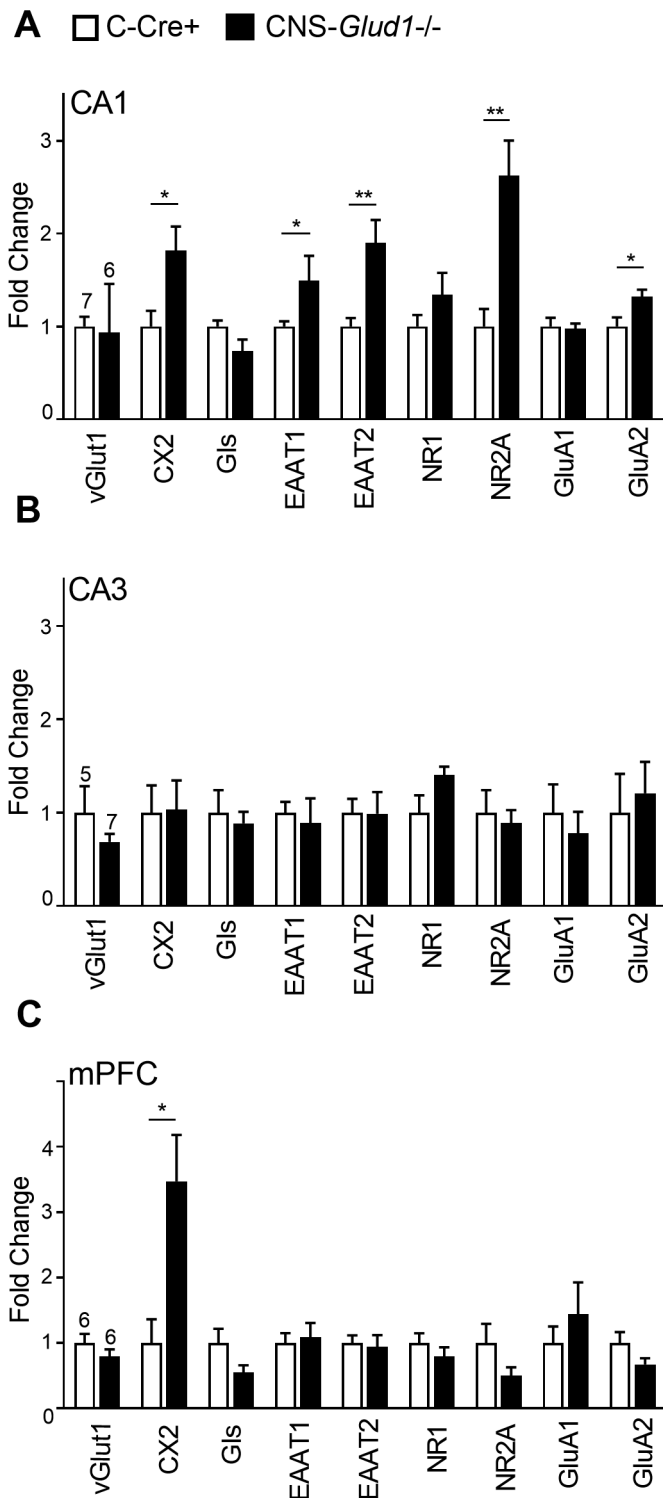 A C-Cre+ CNS-Glud1-/-
CA1
Fold Change
3
2
1
0
7 6
* * ** ** *
vGlut1 CX2 Gls EAAT1 EAAT2 NR1 NR2A GluA1 GluA2
B
CA3
Fold Change
3
2
1
0
5 7
vGlut1 CX2 Gls EAAT1 EAAT2 NR1 NR2A GluA1 GluA2
C
mPFC
Fold Change
4
3
2
1
0
*
6 6
vGlut1 CX2 Gls EAAT1 EAAT2 NR1 NR2A GluA1 GluA2